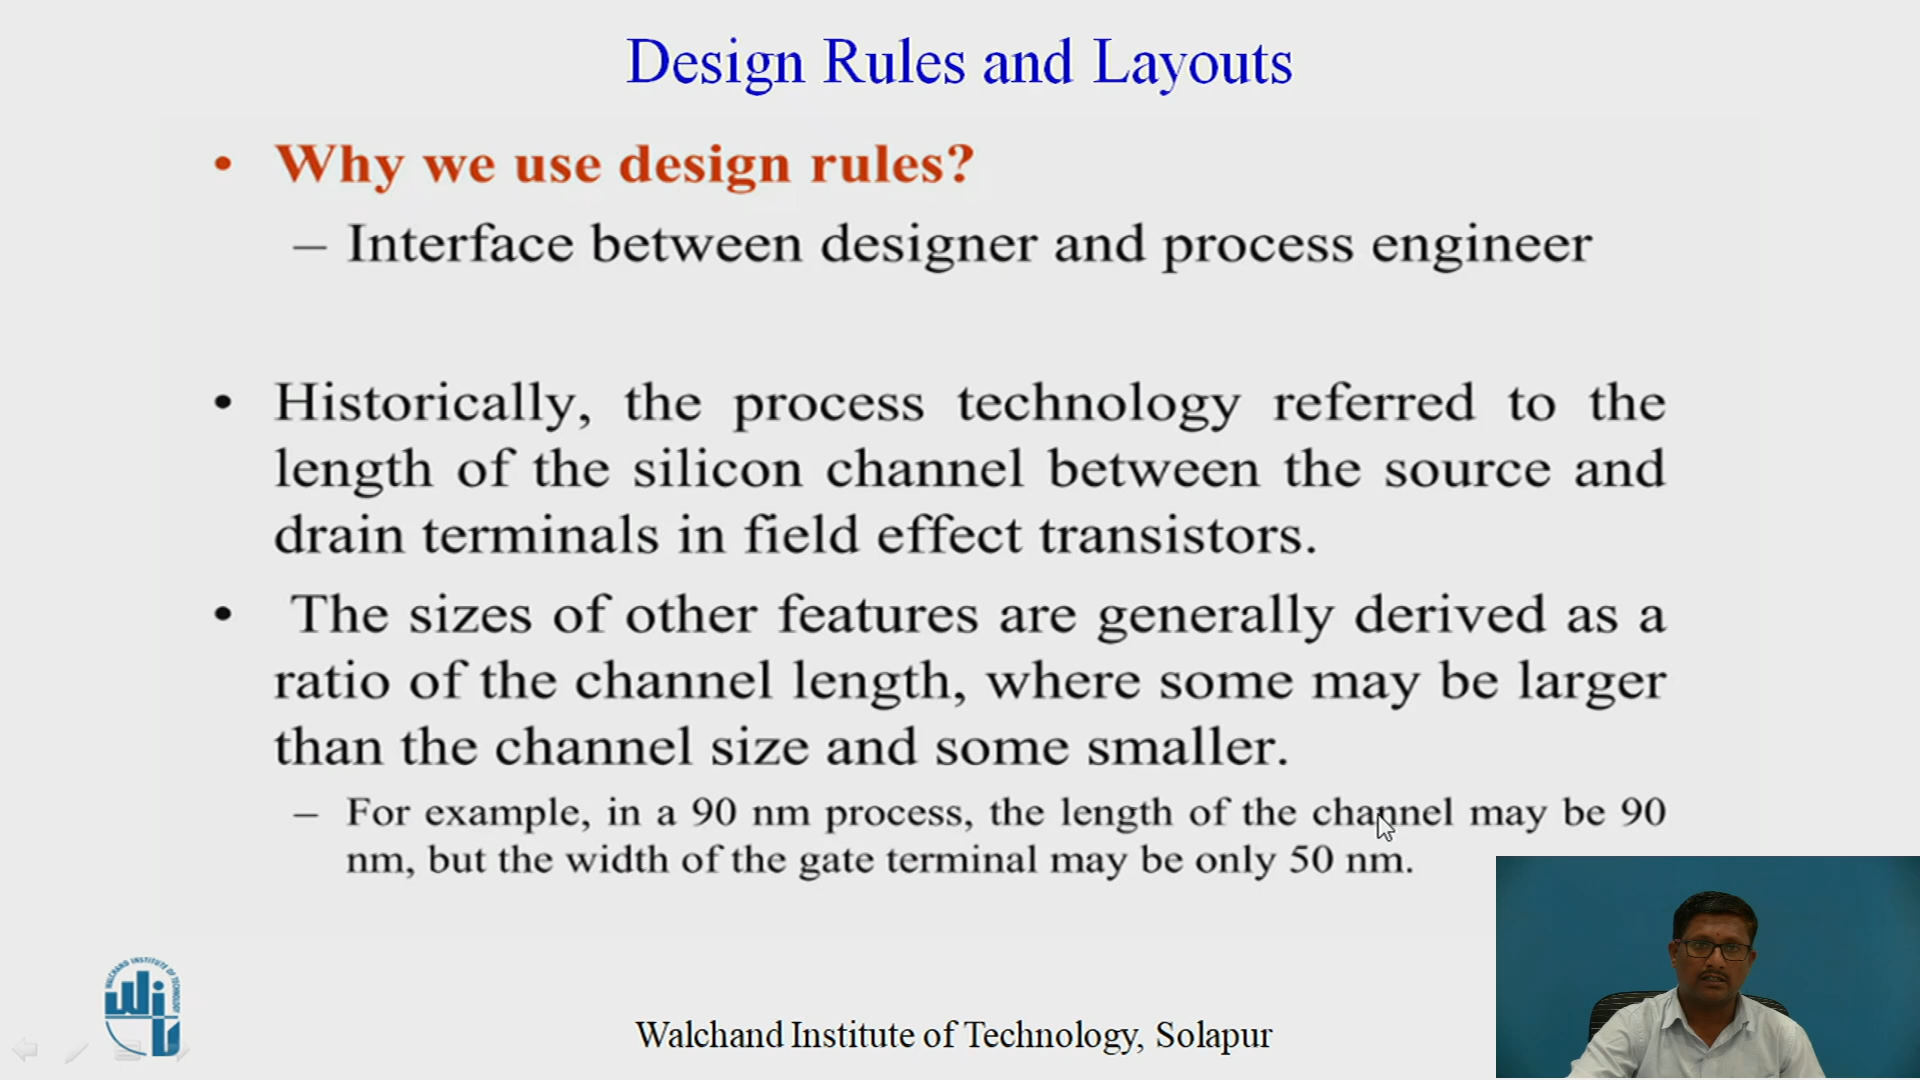 Design Rules and Layouts
• Why we use design rules?
– Interface between designer and process engineer
• Historically, the process technology referred to the
length of the silicon channel between the source and
drain terminals in field effect transistors.
• The sizes of other features are generally derived as a
ratio of the channel length, where some may be larger
than the channel size and some smaller.
– For example, in a 90 nm process, the length of the channel may be 90
nm, but the width of the gate terminal may be only 50 nm.
WALCHAND INSTITUTE OF TECHNOLOGY
WIT
Walchand Institute of Technology, Solapur